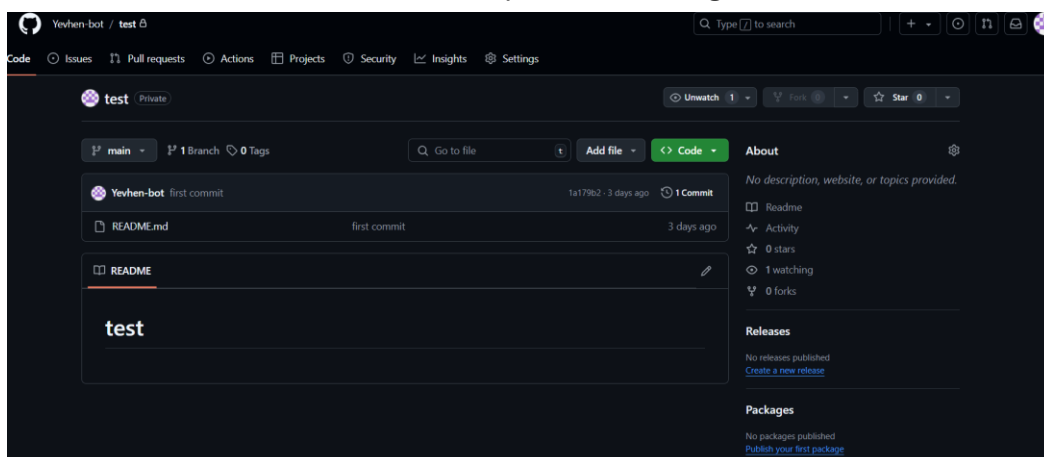 Yevhen-bot / test
Type / to search
Code Issues Pull requests Actions Projects Security Insights Settings
test Private
Unwatch 1 Fork 0 Star 0
main 1 Branch 0 Tags
Go to file t Add file Code
Yevhen-bot first commit 1a179b2 · 3 days ago 1 Commit
README.md first commit 3 days ago
README
test
About
No description, website, or topics provided.
Readme
Activity
0 stars
1 watching
0 forks
Releases
No releases published
Create a new release
Packages
No packages published
Publish your first package